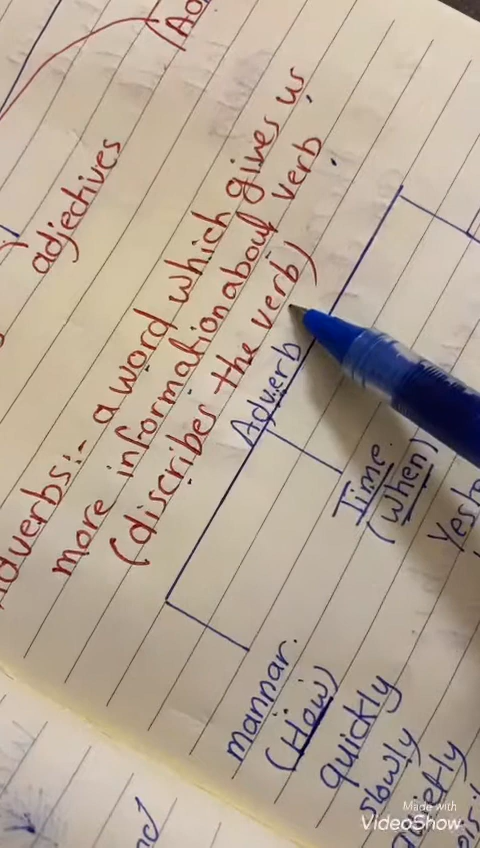 adjectives
Adverbs:- a word which gives us
more information about verb.
(discribes the verb)
Adverb
Time
(when)
mannar.
(How)
quickly
slowly
quietly
Made with
VideoShow